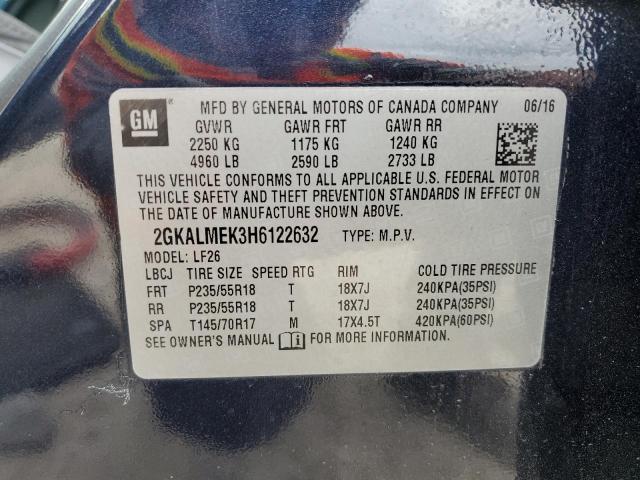 GM ® MFD BY GENERAL MOTORS OF CANADA COMPANY 06/16
GVWR GAWR FRT GAWR RR
2250 KG 1175 KG 1240 KG
4960 LB 2590 LB 2733 LB
THIS VEHICLE CONFORMS TO ALL APPLICABLE U.S. FEDERAL MOTOR
VEHICLE SAFETY AND THEFT PREVENTION STANDARDS IN EFFECT ON
THE DATE OF MANUFACTURE SHOWN ABOVE.
2GKALMEK3H6122632 TYPE: M.P.V.
MODEL: LF26
LBCJ TIRE SIZE SPEED RTG RIM COLD TIRE PRESSURE
FRT P235/55R18 T 18X7J 240KPA(35PSI)
RR P235/55R18 T 18X7J 240KPA(35PSI)
SPA T145/70R17 M 17X4.5T 420KPA(60PSI)
SEE OWNER'S MANUAL FOR MORE INFORMATION.